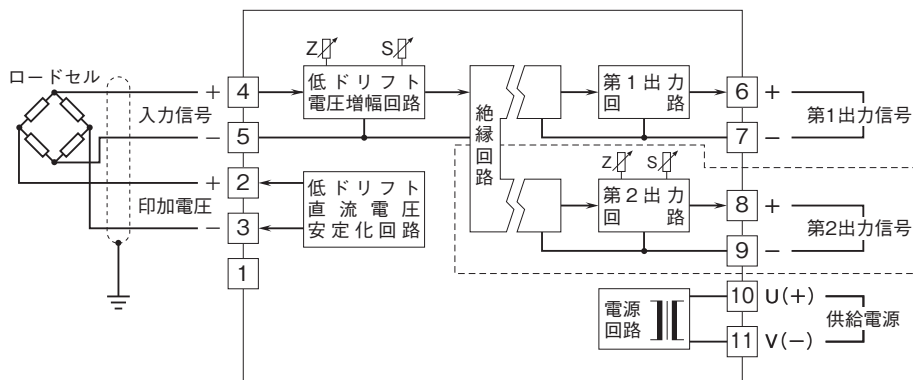 ロードセル
+
入力信号
−
+
印加電圧
−
4
5
2
3
1
Z
S
低ドリフト
電圧増幅回路
低ドリフト
直流電圧
安定化回路
絶縁回路
第1出力
回路
Z
S
第2出力
回路
電源
回路
6
+
第1出力信号
7
−
8
+
第2出力信号
9
−
10
U(+)
供給電源
11
V(−)